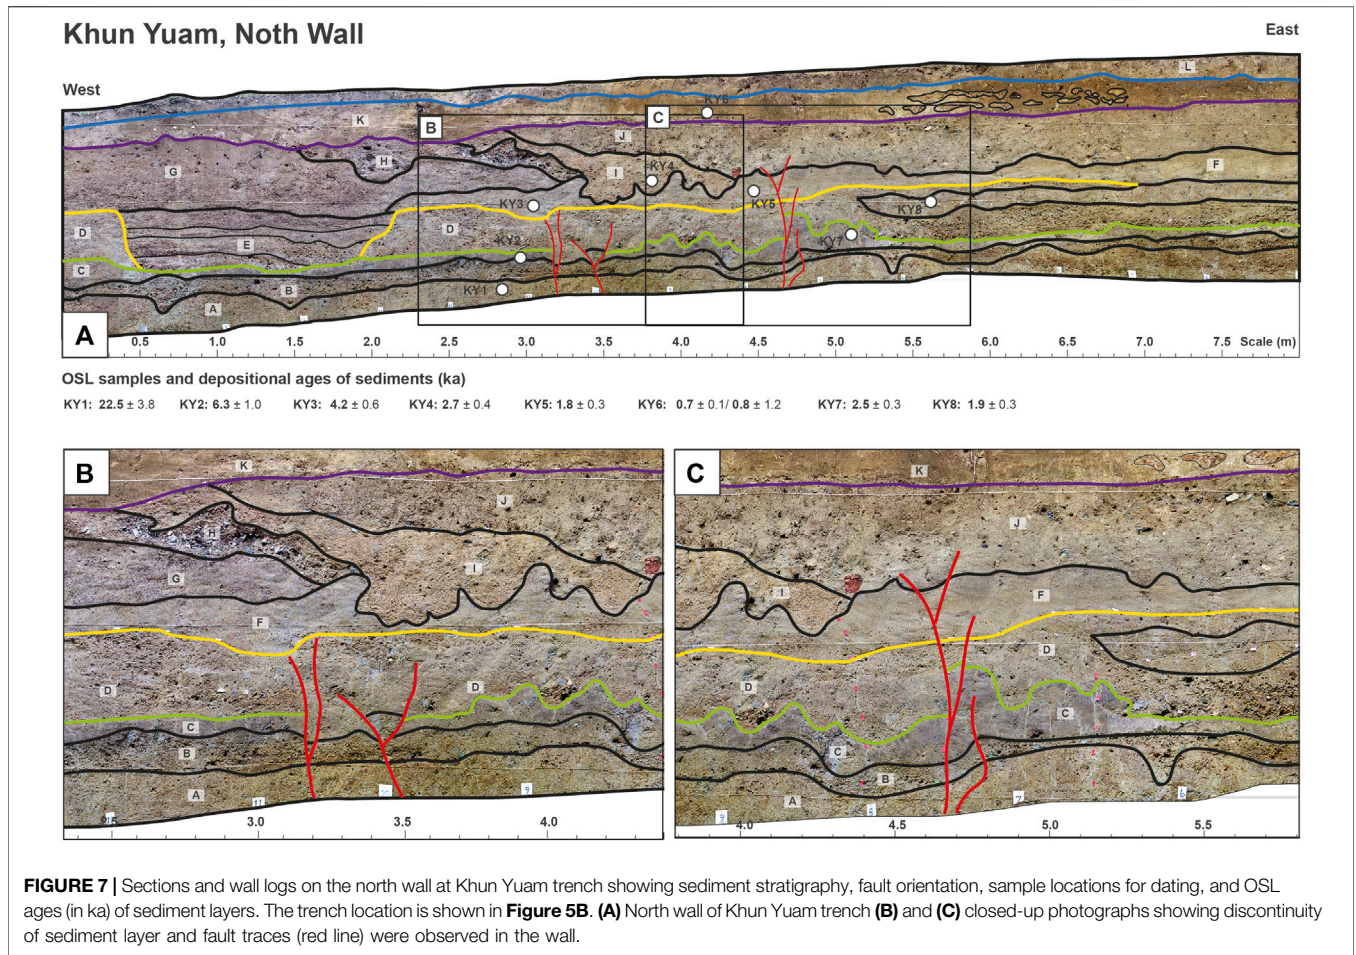 Khun Yuam, Noth Wall
East
West
L
K
KY6
B
C
J
H
KY4
F
G
I
KY5
KY3
KY8
D
D
KY2
KY7
E
C
B
KY1
A
A
0.5 1.0 1.5 2.0 2.5 3.0 3.5 4.0 4.5 5.0 5.5 6.0 6.5 7.0 7.5 Scale (m)
OSL samples and depositional ages of sediments (ka)
KY1: 22.5 ± 3.8 KY2: 6.3 ± 1.0 KY3: 4.2 ± 0.6 KY4: 2.7 ± 0.4 KY5: 1.8 ± 0.3 KY6: 0.7 ± 0.1/ 0.8 ± 1.2 KY7: 2.5 ± 0.3 KY8: 1.9 ± 0.3
B
K
J
H
I
G
F
D
D
C
B
A
11
10
9
3.0 3.5 4.0
C
K
J
I
F
D
D
C
C
B
A
9
8
7
6
4.0 4.5 5.0 5.5
FIGURE 7 | Sections and wall logs on the north wall at Khun Yuam trench showing sediment stratigraphy, fault orientation, sample locations for dating, and OSL
ages (in ka) of sediment layers. The trench location is shown in Figure 5B. (A) North wall of Khun Yuam trench (B) and (C) closed-up photographs showing discontinuity
of sediment layer and fault traces (red line) were observed in the wall.